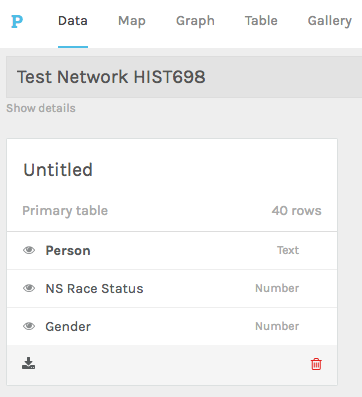 P Data Map Graph Table Gallery
Test Network HIST698
Show details
Untitled
Primary table 40 rows
Person Text
NS Race Status Number
Gender Number